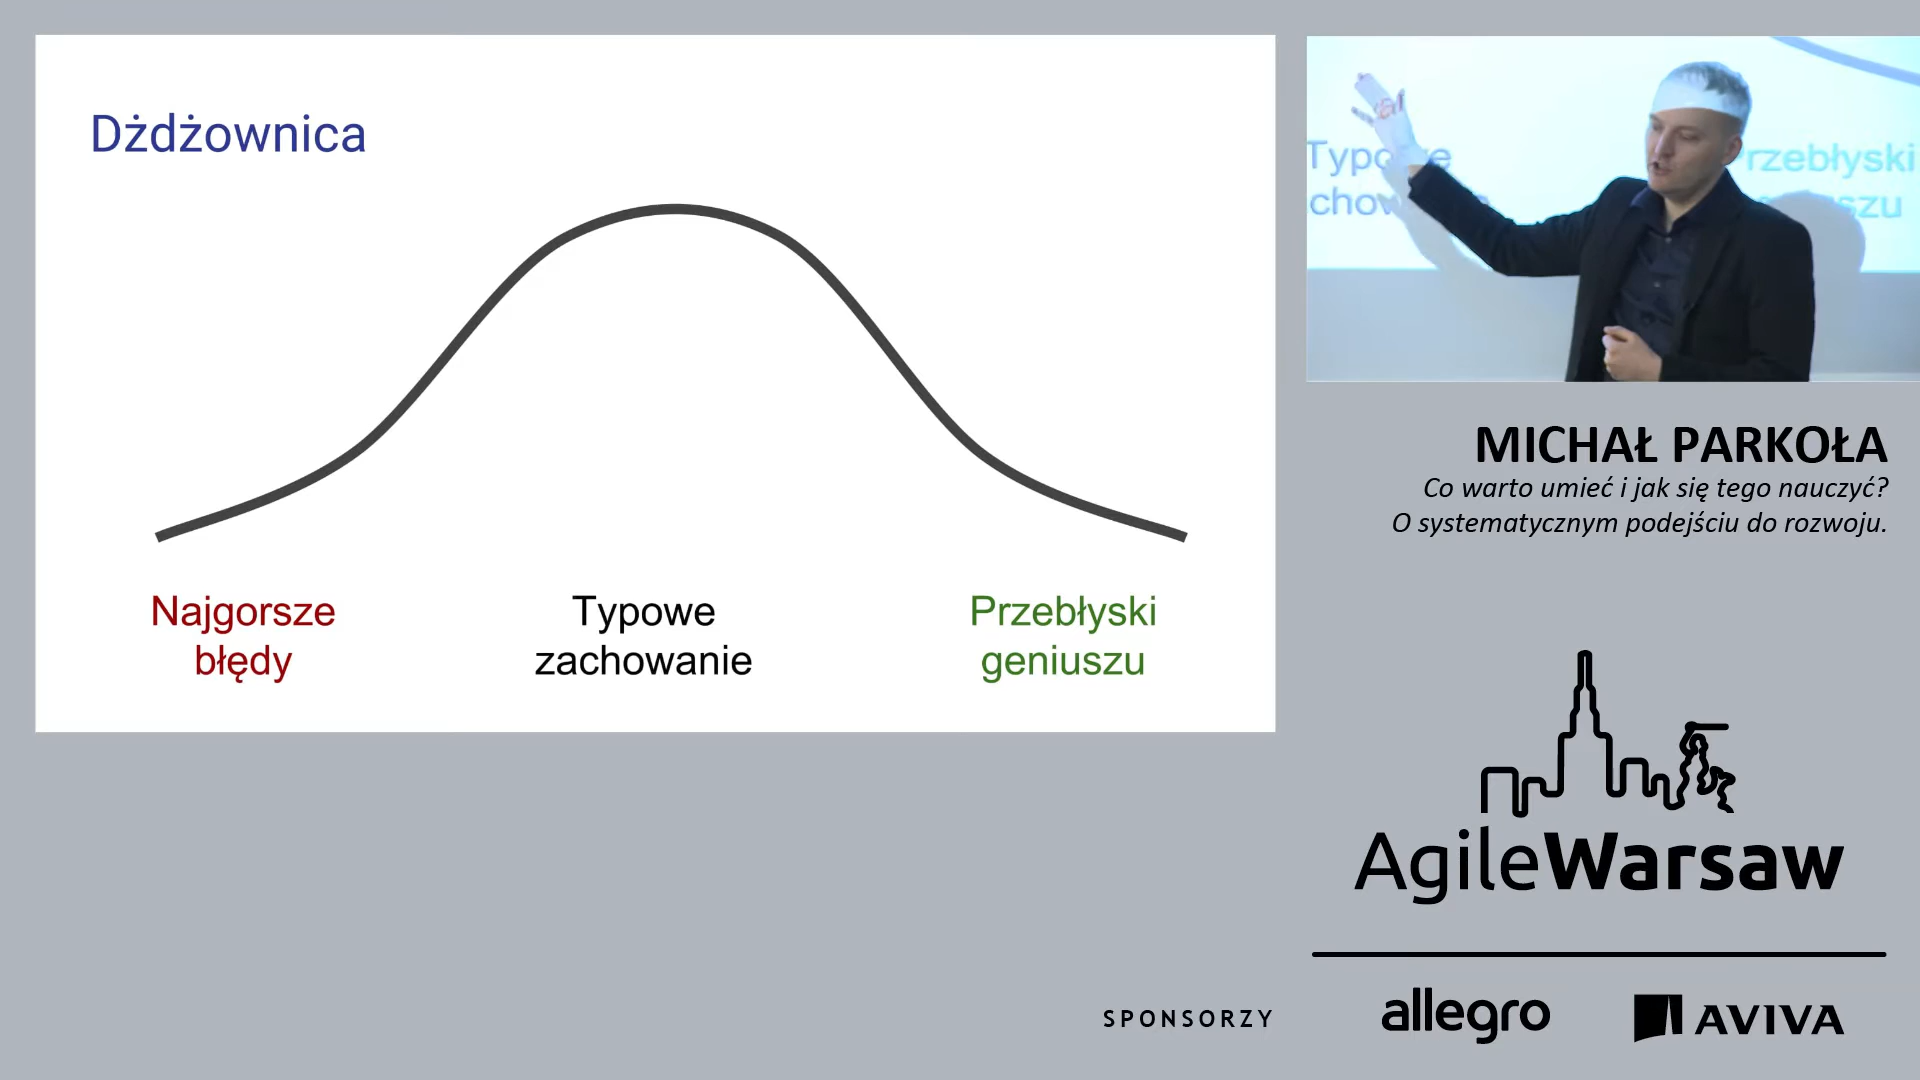 Dżdżownica
Najgorsze
błędy
Typowe
zachowanie
Przebłyski
geniuszu
MICHAŁ PARKOŁA
Co warto umieć i jak się tego nauczyć?
O systematycznym podejściu do rozwoju.
AgileWarsaw
SPONSORZY
allegro
AVIVA